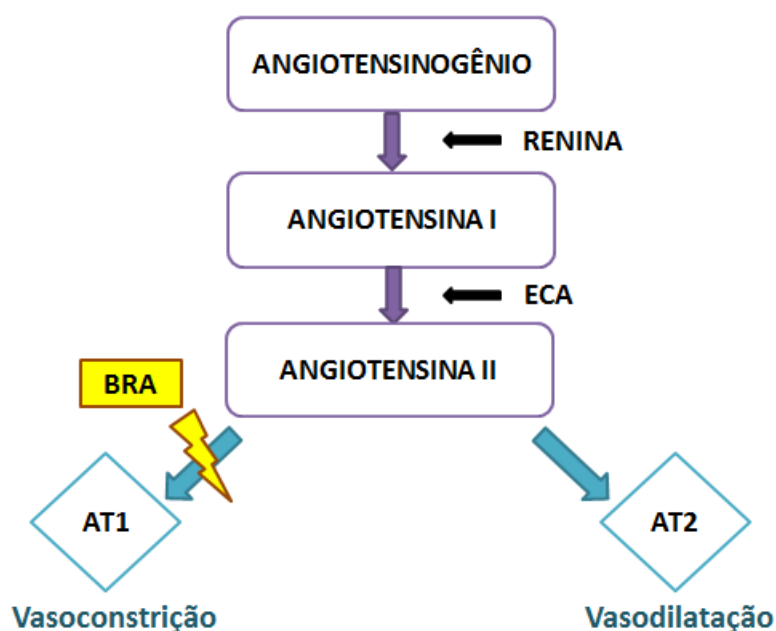 ANGIOTENSINOGÊNIO
RENINA
ANGIOTENSINA I
ECA
ANGIOTENSINA II
BRA
AT1
AT2
Vasoconstrição
Vasodilatação